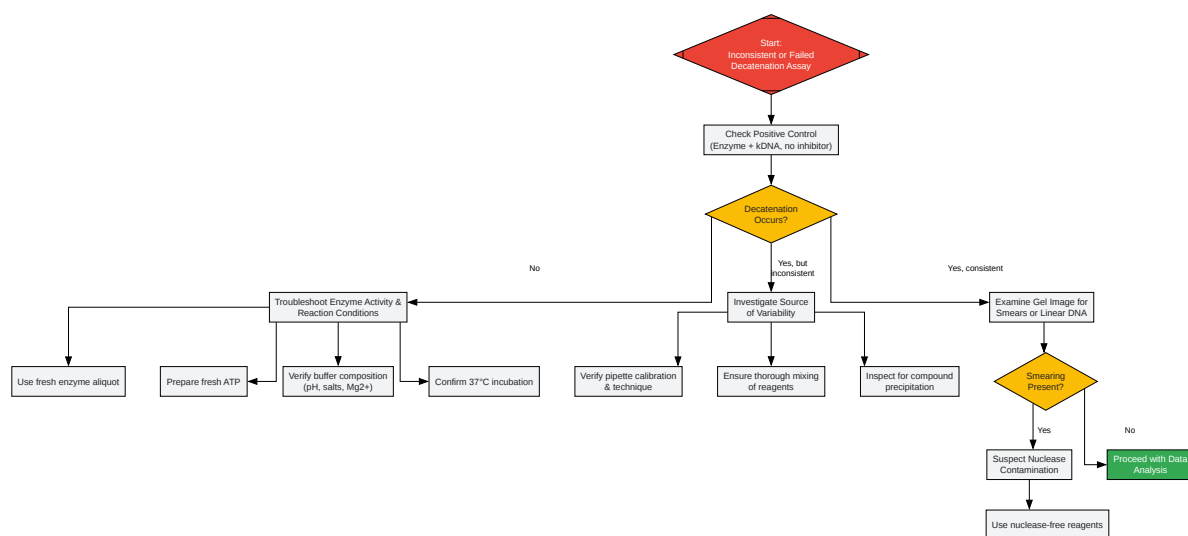 Start:
Inconsistent or Failed
Decatenation Assay
Check Positive Control
(Enzyme + kDNA, no inhibitor)
Decatenation
Occurs?
No
Yes, but
inconsistent
Yes, consistent
Troubleshoot Enzyme Activity &
Reaction Conditions
Investigate Source
of Variability
Examine Gel Image for
Smears or Linear DNA
Use fresh enzyme aliquot
Prepare fresh ATP
Verify buffer composition
(pH, salts, Mg2+)
Confirm 37°C incubation
Verify pipette calibration
& technique
Ensure thorough mixing
of reagents
Inspect for compound
precipitation
Smearing
Present?
Yes
No
Suspect Nuclease
Contamination
Proceed with Data
Analysis
Use nuclease-free reagents